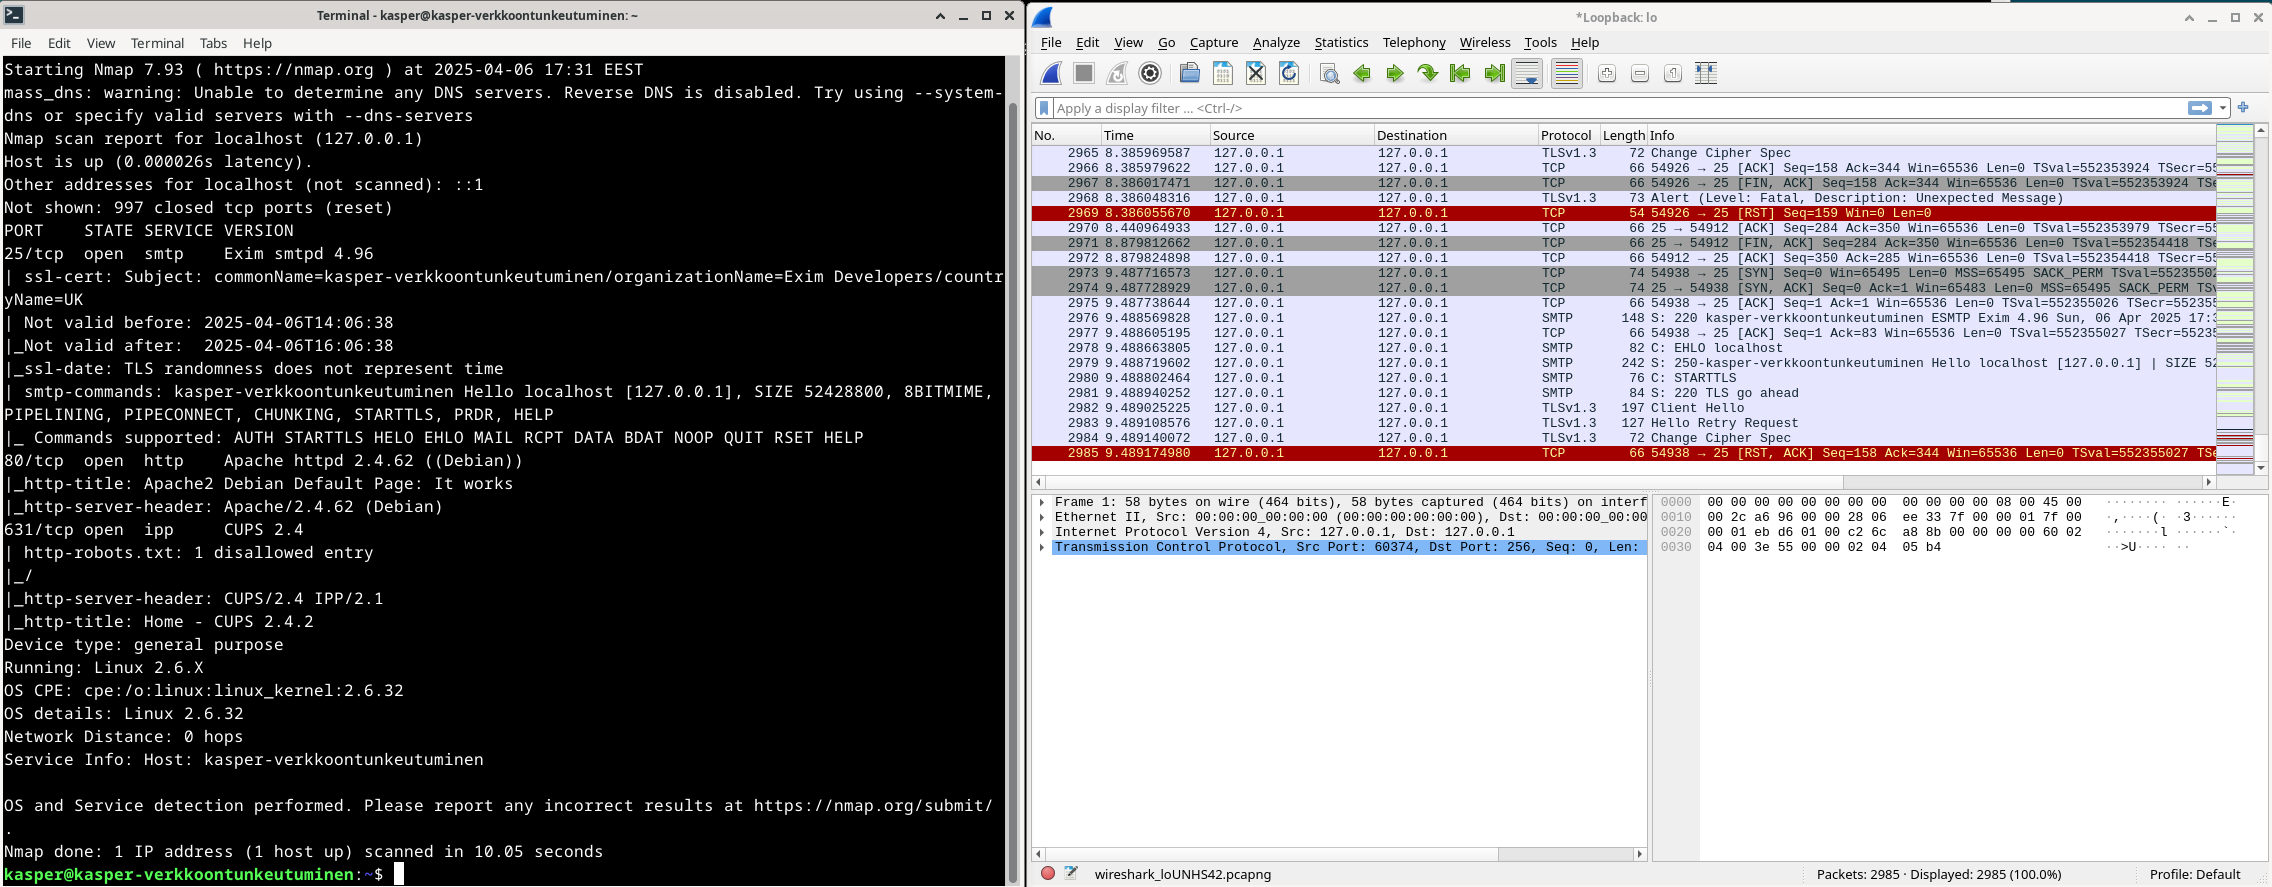 Terminal - kasper@kasper-verkkoontunkeutuminen: ~
File Edit View Terminal Tabs Help
Starting Nmap 7.93 ( https://nmap.org ) at 2025-04-06 17:31 EEST
mass_dns: warning: Unable to determine any DNS servers. Reverse DNS is disabled. Try using --system-
dns or specify valid servers with --dns-servers
Nmap scan report for localhost (127.0.0.1)
Host is up (0.000026s latency).
Other addresses for localhost (not scanned): ::1
Not shown: 997 closed tcp ports (reset)
PORT    STATE SERVICE VERSION
25/tcp  open  smtp    Exim smtpd 4.96
| ssl-cert: Subject: commonName=kasper-verkkoontunkeutuminen/organizationName=Exim Developers/countr
yName=UK
| Not valid before: 2025-04-06T14:06:38
|_Not valid after:  2025-04-06T16:06:38
|_ssl-date: TLS randomness does not represent time
| smtp-commands: kasper-verkkoontunkeutuminen Hello localhost [127.0.0.1], SIZE 52428800, 8BITMIME,
PIPELINING, PIPECONNECT, CHUNKING, STARTTLS, PRDR, HELP
|_ Commands supported: AUTH STARTTLS HELO EHLO MAIL RCPT DATA BDAT NOOP QUIT RSET HELP
80/tcp  open  http    Apache httpd 2.4.62 ((Debian))
|_http-title: Apache2 Debian Default Page: It works
|_http-server-header: Apache/2.4.62 (Debian)
631/tcp open  ipp     CUPS 2.4
| http-robots.txt: 1 disallowed entry
|_/
|_http-server-header: CUPS/2.4 IPP/2.1
|_http-title: Home - CUPS 2.4.2
Device type: general purpose
Running: Linux 2.6.X
OS CPE: cpe:/o:linux:linux_kernel:2.6.32
OS details: Linux 2.6.32
Network Distance: 0 hops
Service Info: Host: kasper-verkkoontunkeutuminen
OS and Service detection performed. Please report any incorrect results at https://nmap.org/submit/
.
Nmap done: 1 IP address (1 host up) scanned in 10.05 seconds
kasper@kasper-verkkoontunkeutuminen:~$
*Loopback: lo
File Edit View Go Capture Analyze Statistics Telephony Wireless Tools Help
Apply a display filter ... <Ctrl-/>
No. Time Source Destination Protocol Length Info
2965 8.385969587 127.0.0.1 127.0.0.1 TLSv1.3 72 Change Cipher Spec
2966 8.385979622 127.0.0.1 127.0.0.1 TCP 66 54926 → 25 [ACK] Seq=158 Ack=344 Win=65536 Len=0 TSval=552353924 TSecr=55
2967 8.386017471 127.0.0.1 127.0.0.1 TCP 66 54926 → 25 [FIN, ACK] Seq=158 Ack=344 Win=65536 Len=0 TSval=552353924 TSe
2968 8.386048316 127.0.0.1 127.0.0.1 TLSv1.3 73 Alert (Level: Fatal, Description: Unexpected Message)
2969 8.386055670 127.0.0.1 127.0.0.1 TCP 54 54926 → 25 [RST] Seq=159 Win=0 Len=0
2970 8.440964933 127.0.0.1 127.0.0.1 TCP 66 25 → 54912 [ACK] Seq=284 Ack=350 Win=65536 Len=0 TSval=552353979 TSecr=55
2971 8.879812662 127.0.0.1 127.0.0.1 TCP 66 25 → 54912 [FIN, ACK] Seq=284 Ack=350 Win=65536 Len=0 TSval=552354418 TSe
2972 8.879824898 127.0.0.1 127.0.0.1 TCP 66 54912 → 25 [ACK] Seq=350 Ack=285 Win=65536 Len=0 TSval=552354418 TSecr=55
2973 9.487716573 127.0.0.1 127.0.0.1 TCP 74 54938 → 25 [SYN] Seq=0 Win=65495 Len=0 MSS=65495 SACK_PERM TSval=55235502
2974 9.487728929 127.0.0.1 127.0.0.1 TCP 74 25 → 54938 [SYN, ACK] Seq=0 Ack=1 Win=65483 Len=0 MSS=65495 SACK_PERM TSv
2975 9.487738644 127.0.0.1 127.0.0.1 TCP 66 54938 → 25 [ACK] Seq=1 Ack=1 Win=65536 Len=0 TSval=552355026 TSecr=55235
2976 9.488569828 127.0.0.1 127.0.0.1 SMTP 148 S: 220 kasper-verkkoontunkeutuminen ESMTP Exim 4.96 Sun, 06 Apr 2025 17:3
2977 9.488605195 127.0.0.1 127.0.0.1 TCP 66 54938 → 25 [ACK] Seq=1 Ack=83 Win=65536 Len=0 TSval=552355027 TSecr=55235
2978 9.488663805 127.0.0.1 127.0.0.1 SMTP 82 C: EHLO localhost
2979 9.488719602 127.0.0.1 127.0.0.1 SMTP 242 S: 250-kasper-verkkoontunkeutuminen Hello localhost [127.0.0.1] | SIZE 52
2980 9.488802464 127.0.0.1 127.0.0.1 SMTP 76 C: STARTTLS
2981 9.488940252 127.0.0.1 127.0.0.1 SMTP 84 S: 220 TLS go ahead
2982 9.489025225 127.0.0.1 127.0.0.1 TLSv1.3 197 Client Hello
2983 9.489108576 127.0.0.1 127.0.0.1 TLSv1.3 127 Hello Retry Request
2984 9.489140072 127.0.0.1 127.0.0.1 TLSv1.3 72 Change Cipher Spec
2985 9.489174980 127.0.0.1 127.0.0.1 TCP 66 54938 → 25 [RST, ACK] Seq=158 Ack=344 Win=65536 Len=0 TSval=552355027 TSe
Frame 1: 58 bytes on wire (464 bits), 58 bytes captured (464 bits) on interf
Ethernet II, Src: 00:00:00_00:00:00 (00:00:00:00:00:00), Dst: 00:00:00_00:00
Internet Protocol Version 4, Src: 127.0.0.1, Dst: 127.0.0.1
Transmission Control Protocol, Src Port: 60374, Dst Port: 256, Seq: 0, Len:
0000 00 00 00 00 00 00 00 00 00 00 00 00 08 00 45 00 ········ ······E·
0010 00 2c a6 96 00 00 28 06 ee 33 7f 00 00 01 7f 00 ·,····(· ·3······
0020 00 01 eb d6 01 00 c2 6c a8 8b 00 00 00 00 60 02 ·······l ······`·
0030 04 00 3e 55 00 00 02 04 05 b4 ··>U···· ··
wireshark_loUNHS42.pcapng
Packets: 2985 · Displayed: 2985 (100.0%)
Profile: Default